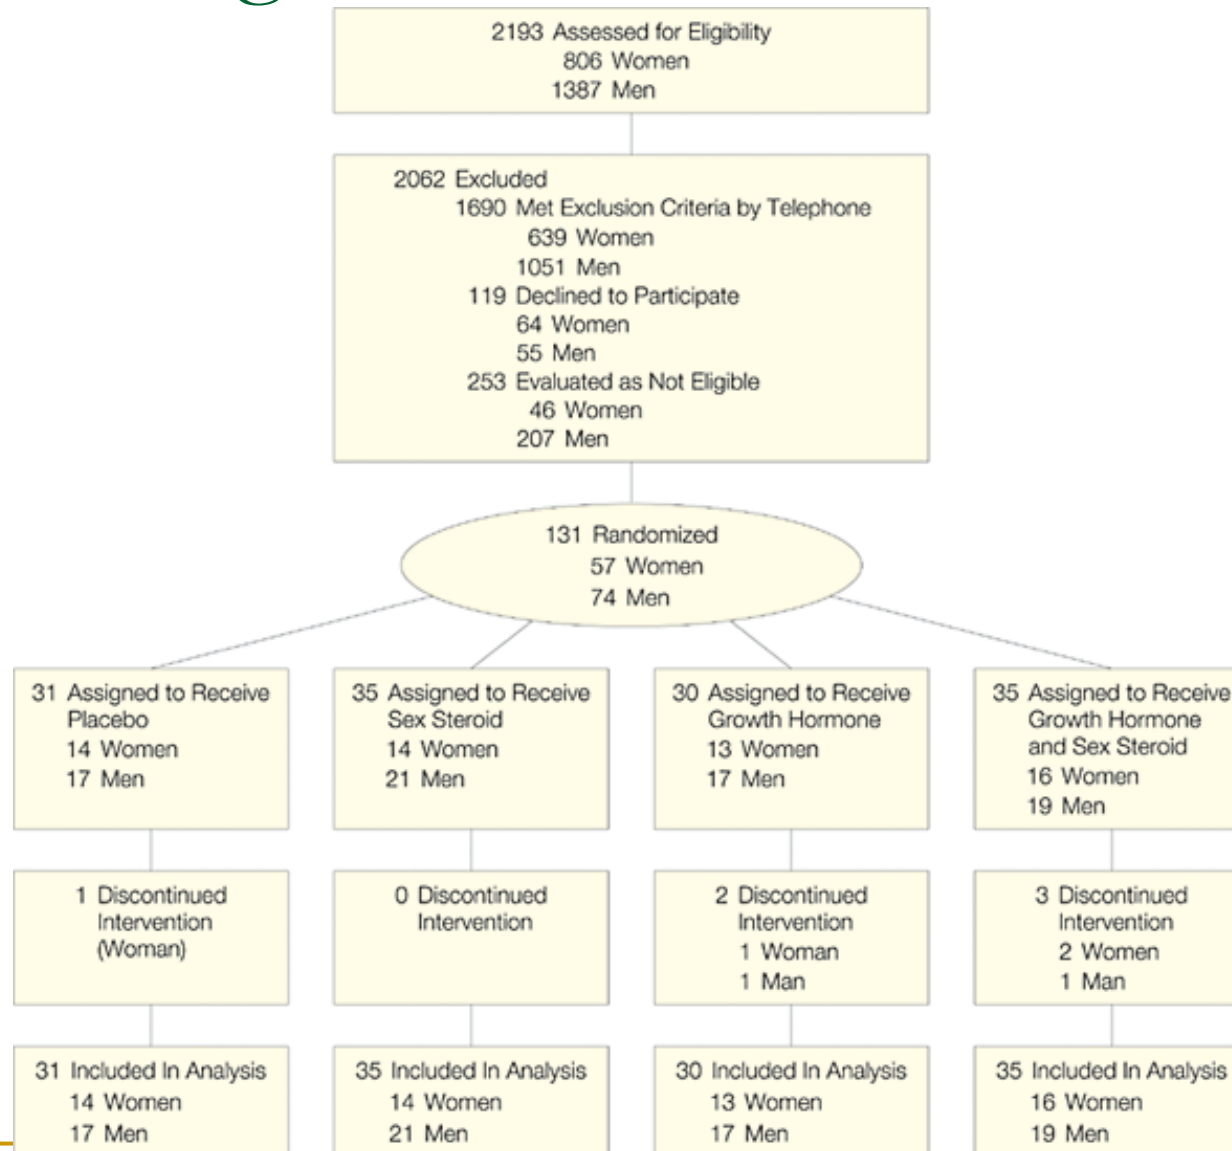 2193 Assessed for Eligibility
806 Women
1387 Men
2062 Excluded
1690 Met Exclusion Criteria by Telephone
639 Women
1051 Men
119 Declined to Participate
64 Women
55 Men
253 Evaluated as Not Eligible
46 Women
207 Men
131 Randomized
57 Women
74 Men
31 Assigned to Receive
Placebo
14 Women
17 Men
35 Assigned to Receive
Sex Steroid
14 Women
21 Men
30 Assigned to Receive
Growth Hormone
13 Women
17 Men
35 Assigned to Receive
Growth Hormone
and Sex Steroid
16 Women
19 Men
1 Discontinued
Intervention
(Woman)
0 Discontinued
Intervention
2 Discontinued
Intervention
1 Woman
1 Man
3 Discontinued
Intervention
2 Women
1 Man
31 Included In Analysis
14 Women
17 Men
35 Included In Analysis
14 Women
21 Men
30 Included In Analysis
13 Women
17 Men
35 Included In Analysis
16 Women
19 Men